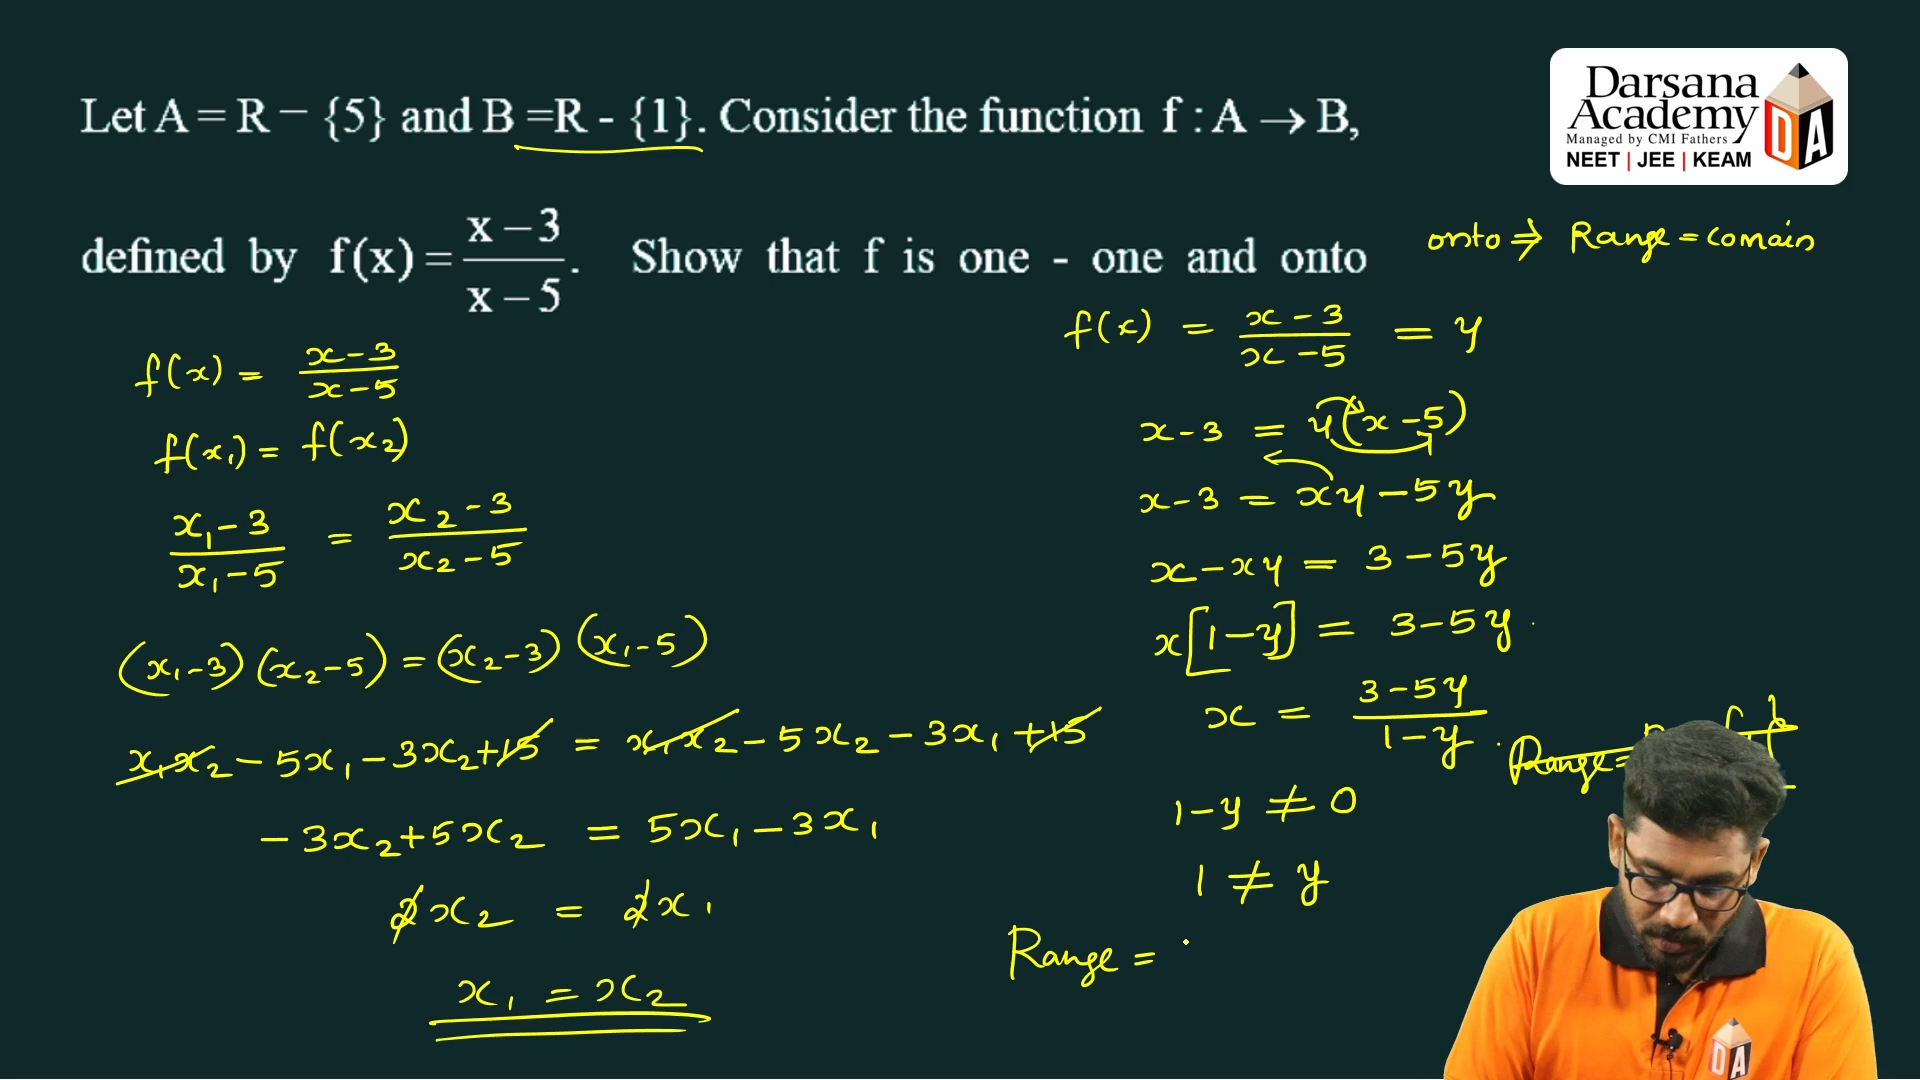 Let A = R − {5} and B =R - {1}. Consider the function f : A → B,
defined by f(x) = (x − 3)/(x − 5). Show that f is one - one and onto
Darsana
Academy
Managed by CMI Fathers
NEET | JEE | KEAM
DA
onto ⇒ Range = comain
f(x) = (x-3)/(x-5)
f(x₁) = f(x₂)
(x₁-3)/(x₁-5) = (x₂-3)/(x₂-5)
(x₁-3)(x₂-5) = (x₂-3)(x₁-5)
x₁x₂ - 5x₁ - 3x₂ + 15 = x₁x₂ - 5x₂ - 3x₁ + 15
-3x₂ + 5x₂ = 5x₁ - 3x₁
2x₂ = 2x₁
x₁ = x₂
f(x) = (x-3)/(x-5) = y
x-3 = y(x-5)
x-3 = xy - 5y
x - xy = 3 - 5y
x[1-y] = 3-5y
x = (3-5y)/(1-y)
Range =
1-y ≠ 0
1 ≠ y
Range =
DA